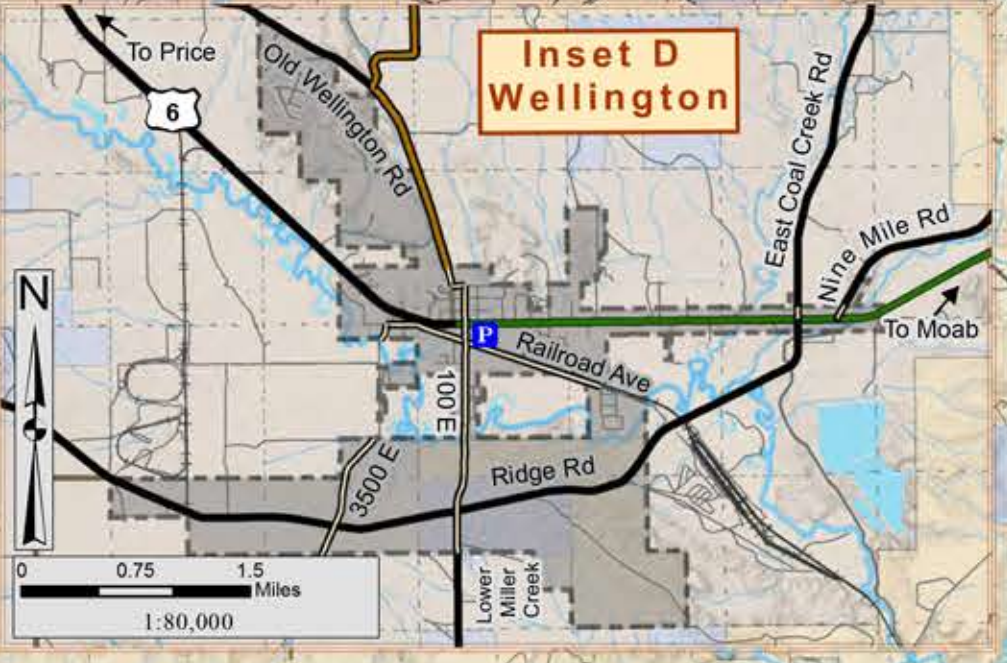 Inset D
Wellington
To Price
6
Old Wellington Rd
East Coal Creek Rd
Nine Mile Rd
To Moab
N
P
Railroad Ave
100 E
3500 E
Ridge Rd
Lower
Miller
Creek
0 0.75 1.5
Miles
1:80,000